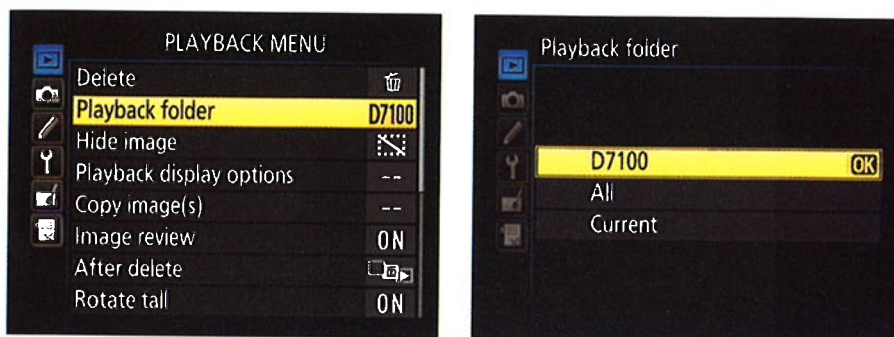 PLAYBACK MENU
Delete
Playback folder D7100
Hide image
Playback display options --
Copy image(s) --
Image review ON
After delete
Rotate tall ON
Playback folder
D7100 OK
All
Current